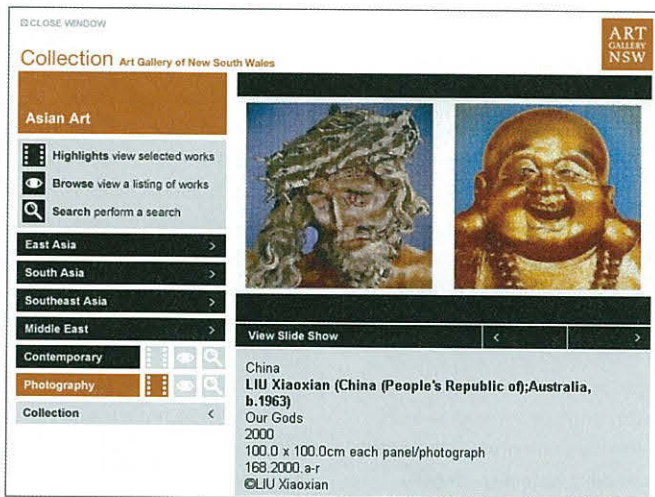 CLOSE WINDOW
Collection Art Gallery of New South Wales
ART
GALLERY
NSW
Asian Art
Highlights view selected works
Browse view a listing of works
Search perform a search
East Asia >
South Asia >
Southeast Asia >
Middle East >
Contemporary
Photography
Collection <
View Slide Show < >
China
LIU Xiaoxian (China (People's Republic of);Australia,
b.1963)
Our Gods
2000
100.0 x 100.0cm each panel/photograph
168.2000.a-r
©LIU Xiaoxian